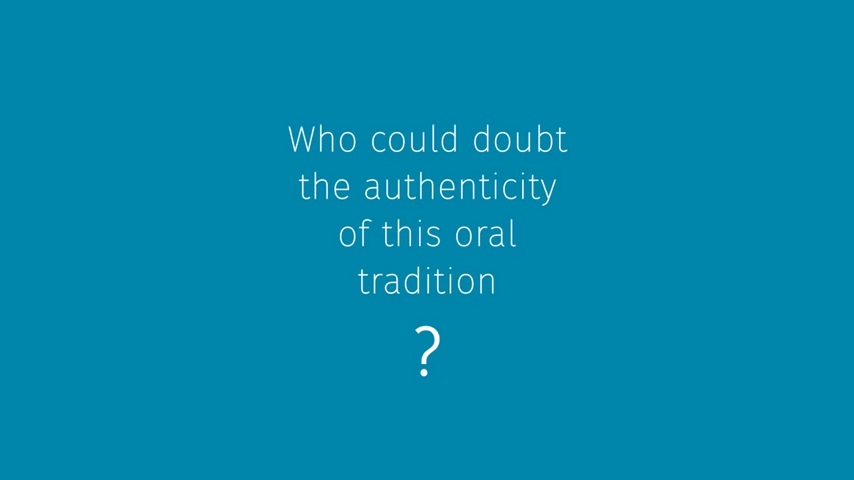 Who could doubt
the authenticity
of this oral
tradition
?